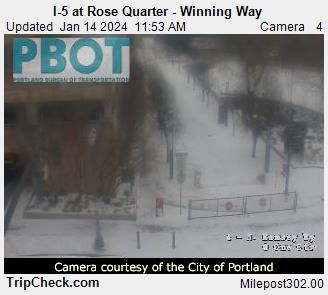 I-5 at Rose Quarter - Winning Way
Updated Jan 14 2024 11:53 AM Camera 4
PBOT
PORTLAND BUREAU OF TRANSPORTATION
Camera courtesy of the City of Portland
TripCheck.com Milepost302.00